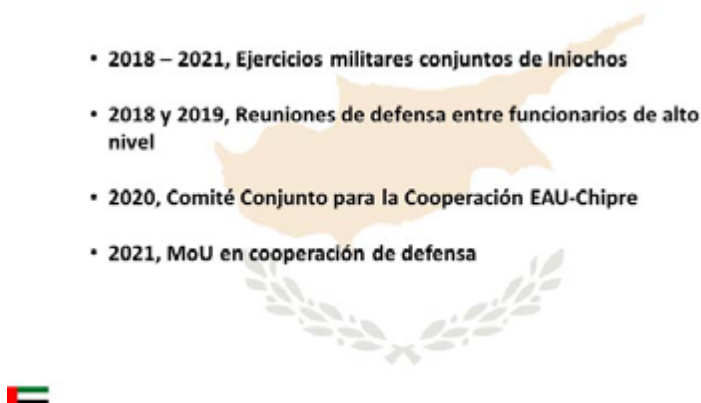 • 2018 – 2021, Ejercicios militares conjuntos de Iniochos
• 2018 y 2019, Reuniones de defensa entre funcionarios de alto
nivel
• 2020, Comité Conjunto para la Cooperación EAU-Chipre
• 2021, MoU en cooperación de defensa